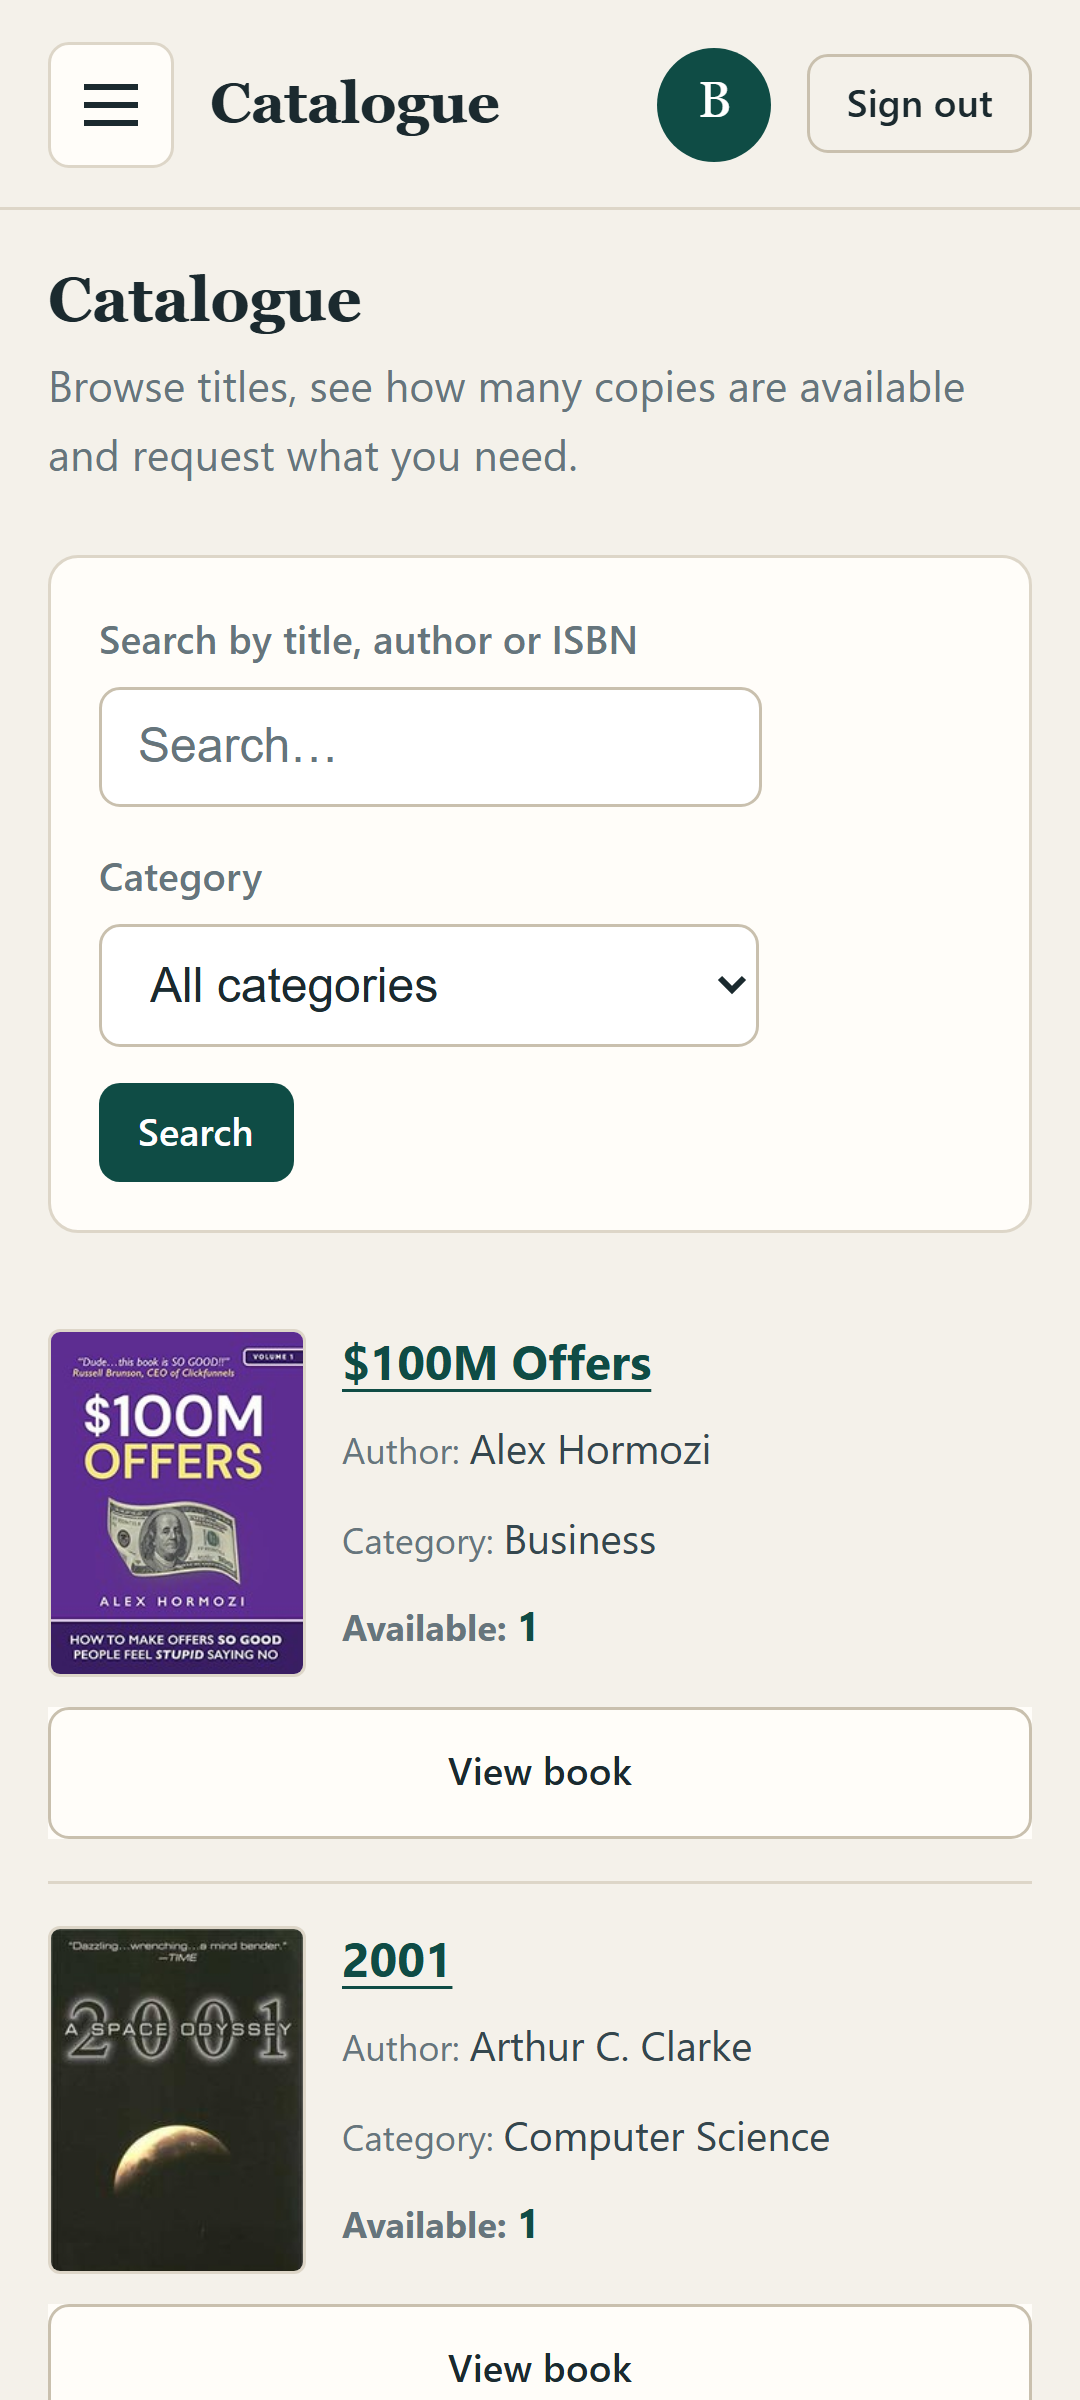 Catalogue
B
Sign out
Catalogue
Browse titles, see how many copies are available
and request what you need.
Search by title, author or ISBN
Search…
Category
All categories
Search
"Dude...this book is SO GOOD!!"
Russell Brunson, CEO of Clickfunnels
VOLUME 1
$100M
OFFERS
ALEX HORMOZI
HOW TO MAKE OFFERS SO GOOD
PEOPLE FEEL STUPID SAYING NO
$100M Offers
Author: Alex Hormozi
Category: Business
Available: 1
View book
"Dazzling...wrenching...a mind bender."
—TIME
2001
A SPACE ODYSSEY
2001
Author: Arthur C. Clarke
Category: Computer Science
Available: 1
View book